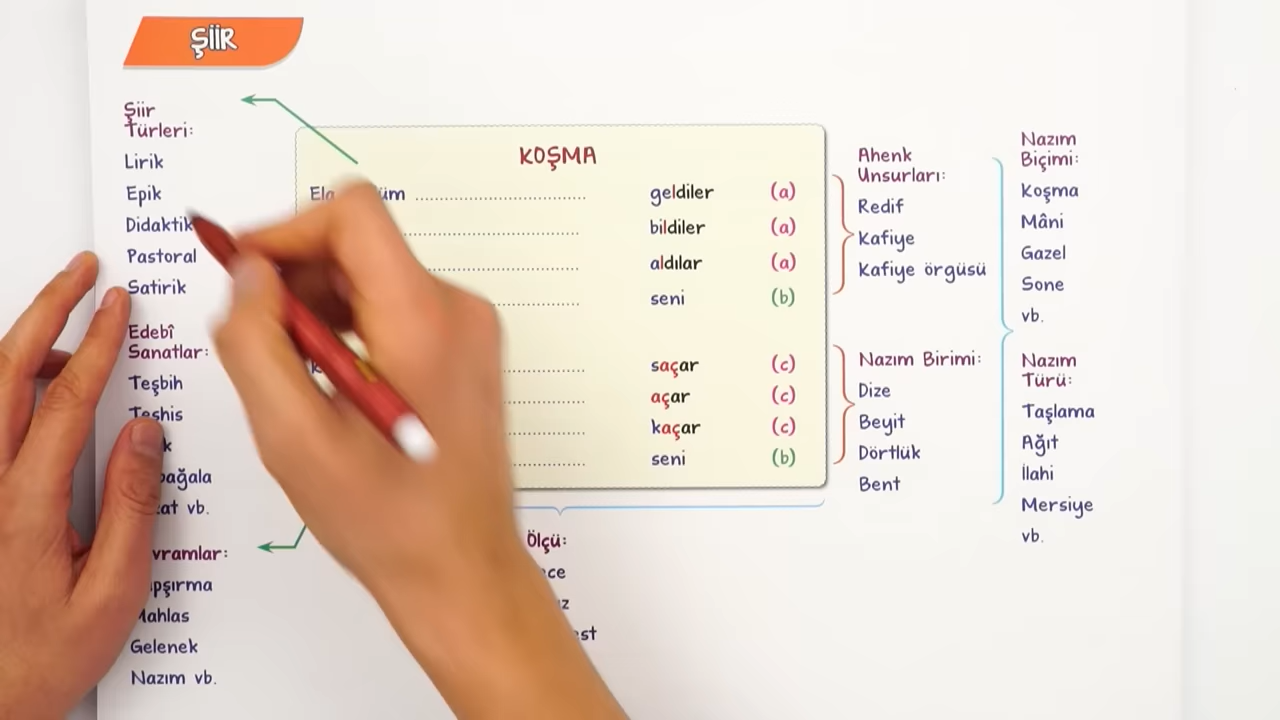 ŞİİR
Şiir
Türleri:
Lirik
Epik
Didaktik
Pastoral
Satirik
Edebî
Sanatlar:
Teşbih
Teşhis
vb.
Mahlas
Gelenek
Nazım vb.
KOŞMA
geldiler (a)
bildiler (a)
aldılar (a)
seni (b)
saçar (c)
açar (c)
kaçar (c)
seni (b)
Ölçü:
Ahenk
Unsurları:
Redif
Kafiye
Kafiye örgüsü
Nazım Birimi:
Dize
Beyit
Dörtlük
Bent
Nazım
Biçimi:
Koşma
Mâni
Gazel
Sone
vb.
Nazım
Türü:
Taşlama
Ağıt
İlahi
Mersiye
vb.